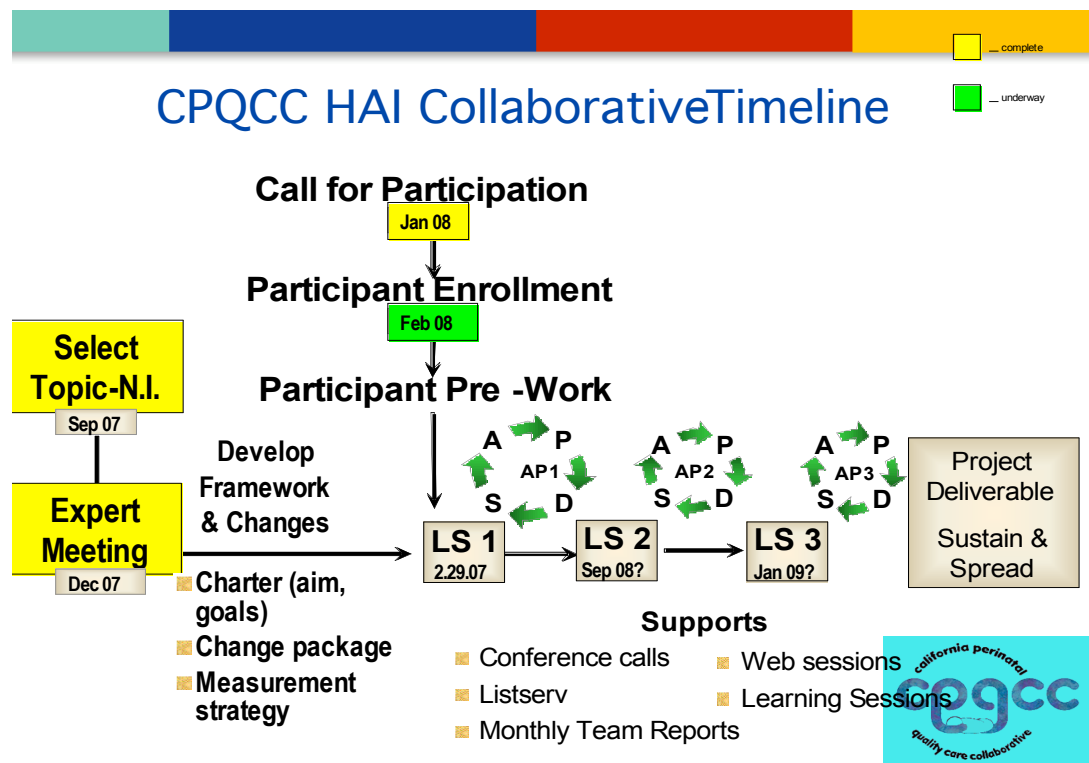 _ complete
_ underway
CPQCC HAI CollaborativeTimeline
Call for Participation
Jan 08
Participant Enrollment
Feb 08
Participant Pre -Work
Select
Topic-N.I.
Sep 07
Expert
Meeting
Dec 07
Develop
Framework
& Changes
Charter (aim,
goals)
Change package
Measurement
strategy
A P
AP1
S D
A P
AP2
S D
A P
AP3
S D
LS 1
2.29.07
LS 2
Sep 08?
LS 3
Jan 09?
Project
Deliverable
Sustain &
Spread
Supports
Conference calls
Listserv
Monthly Team Reports
Web sessions
Learning Sessions
california perinatal
cpqcc
quality care collaborative